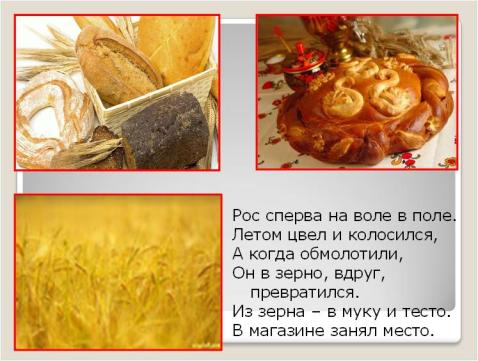 Рос сперва на воле в поле.
Летом цвел и колосился,
А когда обмолотили,
Он в зерно, вдруг,
превратился.
Из зерна – в муку и тесто.
В магазине занял место.